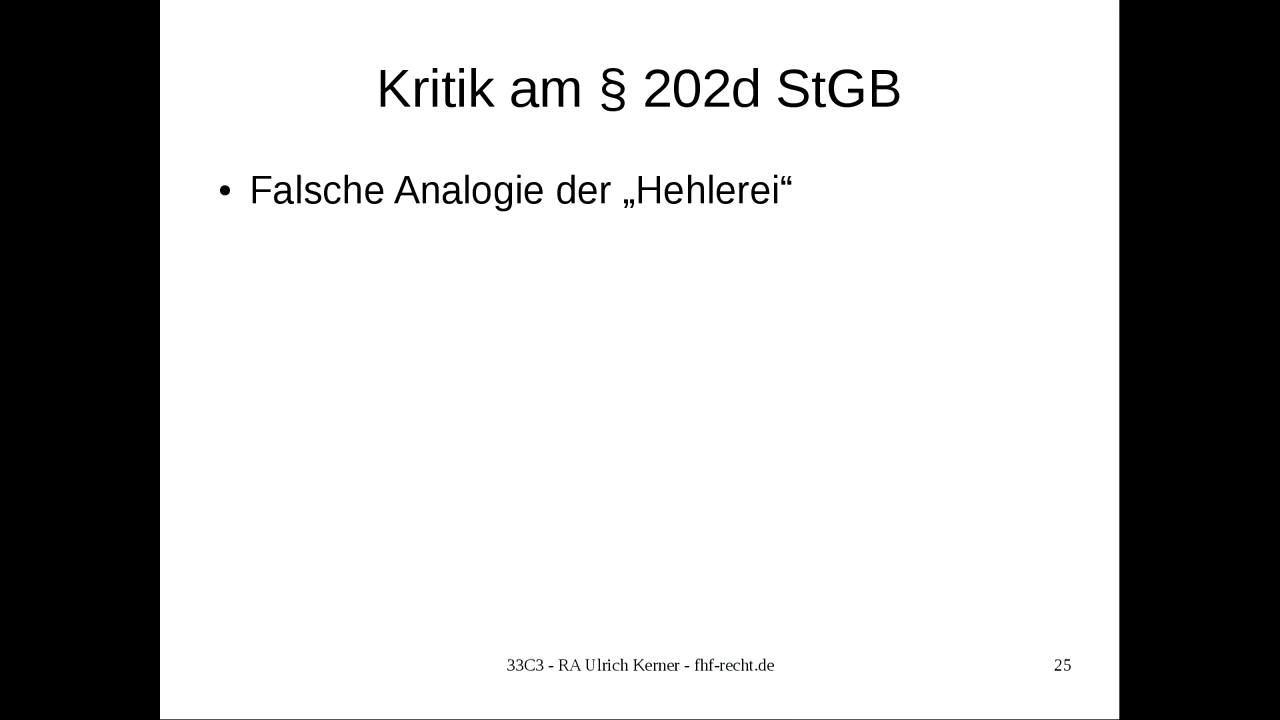 Kritik am § 202d StGB
• Falsche Analogie der „Hehlerei“
33C3 - RA Ulrich Kerner - fhf-recht.de 25